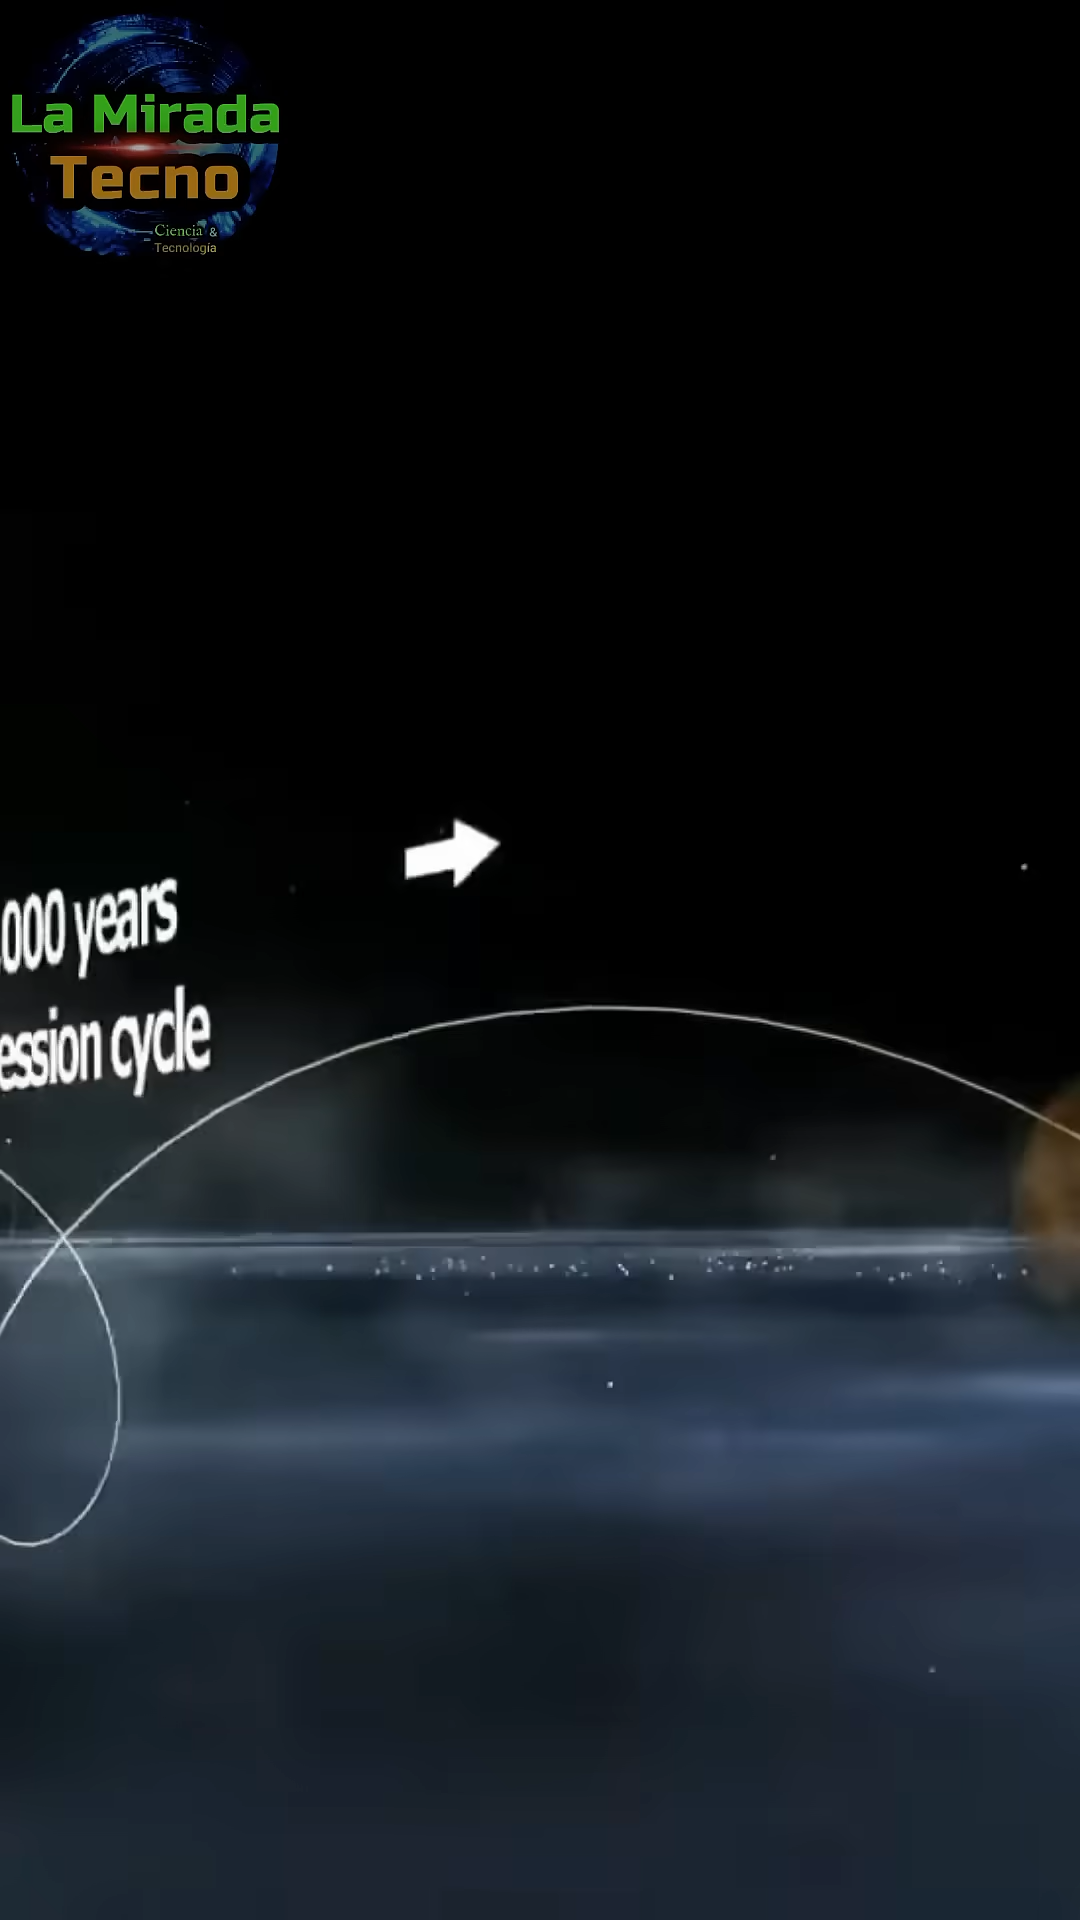 La Mirada
Tecno
Ciencia &
Tecnología
000 years
ession cycle